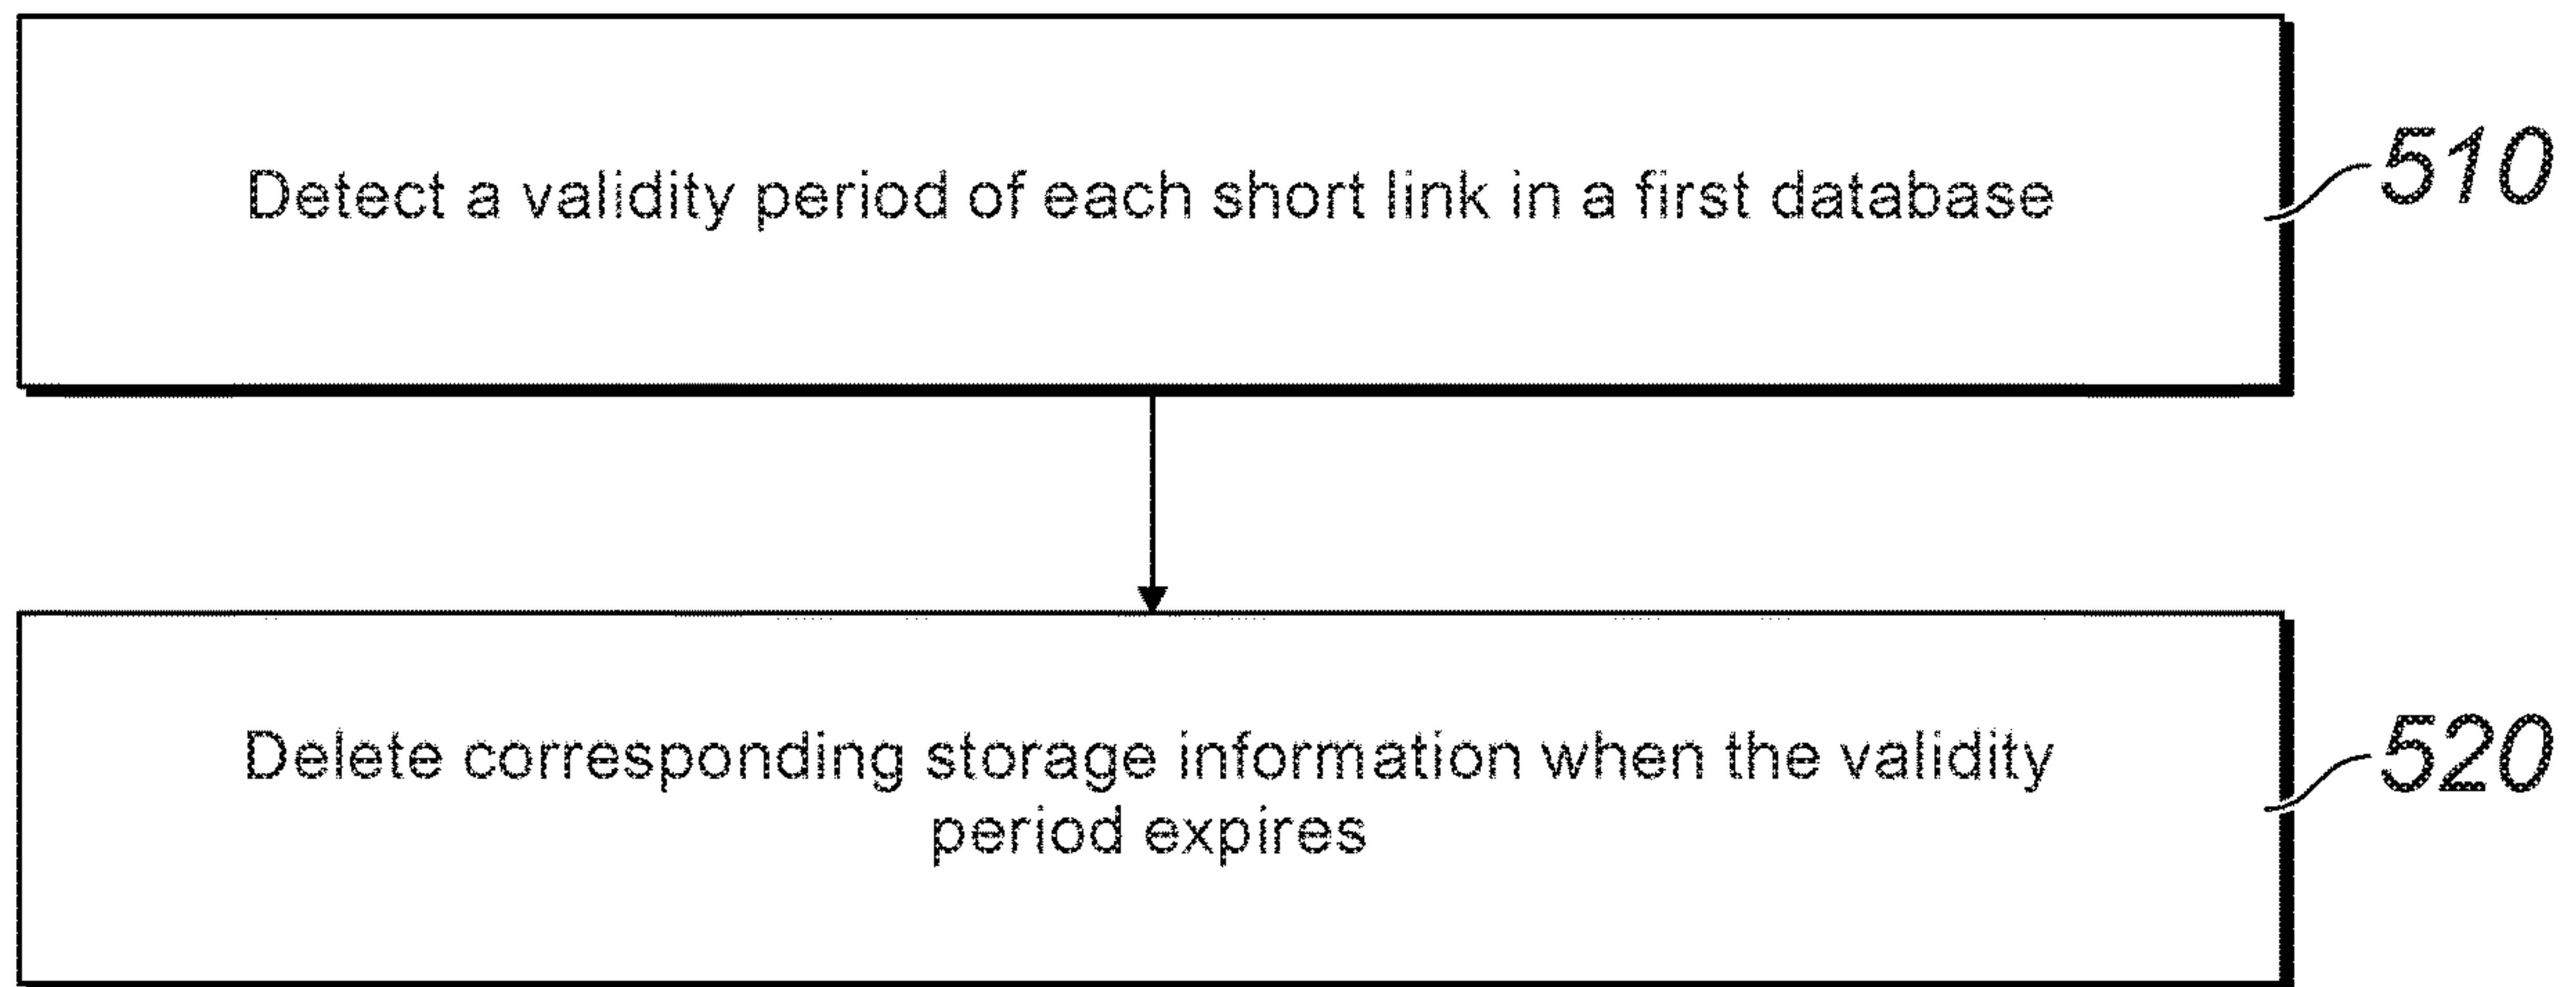 Detect a validity period of each short link in a first database
510
Delete corresponding storage information when the validity
period expires
520